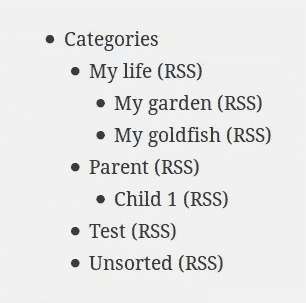 Categories
My life (RSS)
My garden (RSS)
My goldfish (RSS)
Parent (RSS)
Child 1 (RSS)
Test (RSS)
Unsorted (RSS)